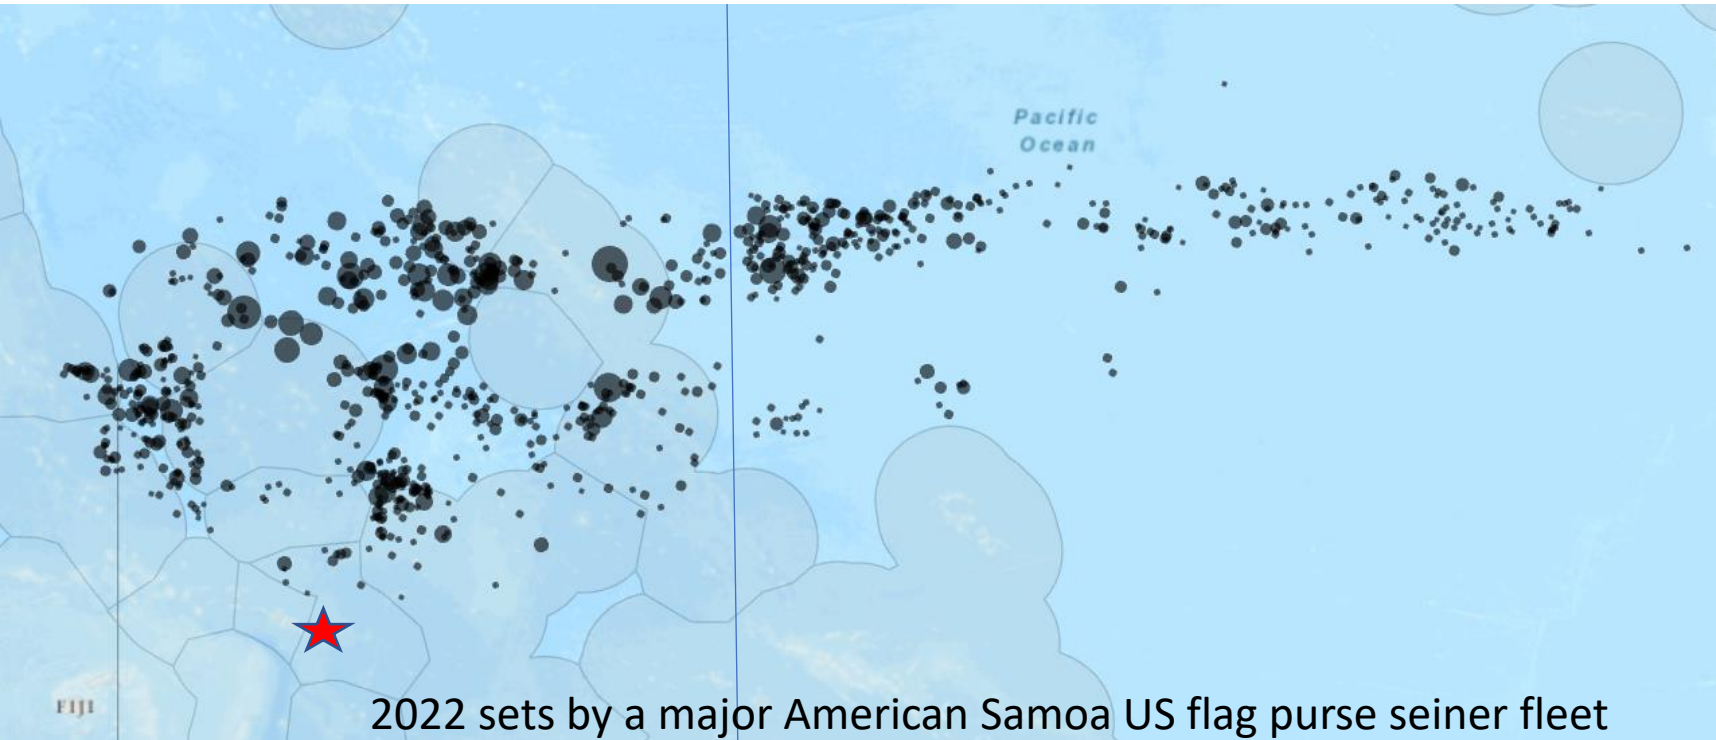 Pacific
Ocean
FIJI
2022 sets by a major American Samoa US flag purse seiner fleet